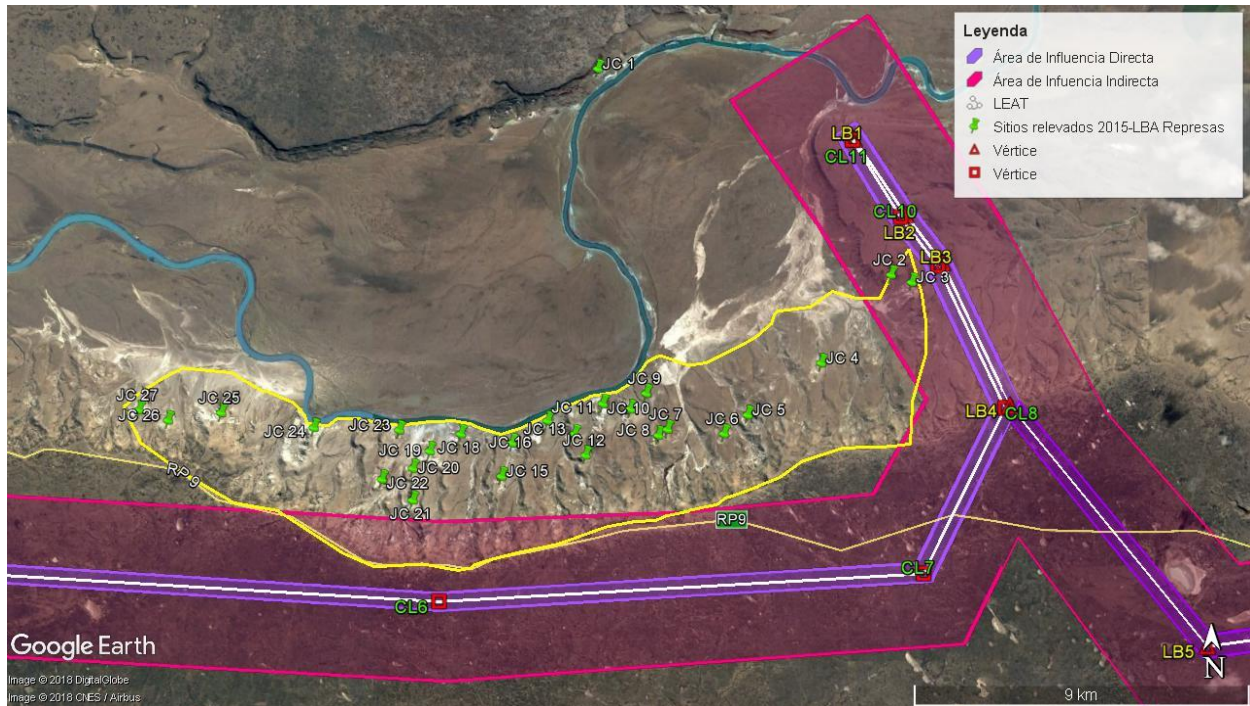 Leyenda
Área de Influencia Directa
Área de Infuencia Indirecta
LEAT
Sitios relevados 2015-LBA Represas
Vértice
Vértice
JC 1
LB1
CL11
CL10
LB2
LB3
JC 2
JC 3
JC 4
JC 9
JC 27
JC 25
JC 26
JC 11
JC 10
JC 5
JC 7
JC 6
JC 8
JC 24
JC 23
JC 13
JC 12
JC 16
JC 18
JC 19
JC 20
JC 15
JC 22
JC 21
LB4
CL8
RP 9
RP9
CL7
CL6
LB5
N
Google Earth
Image © 2018 DigitalGlobe
Image © 2018 CNES / Airbus
9 km